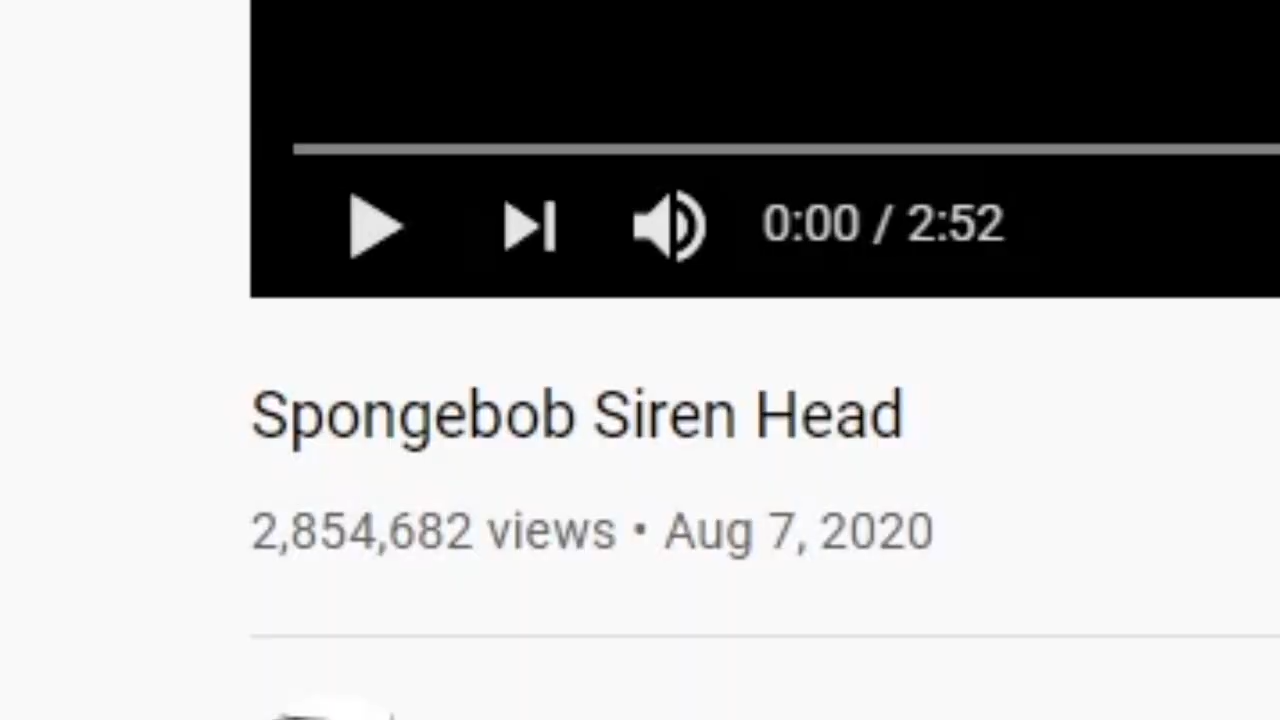 0:00 / 2:52
Spongebob Siren Head
2,854,682 views • Aug 7, 2020